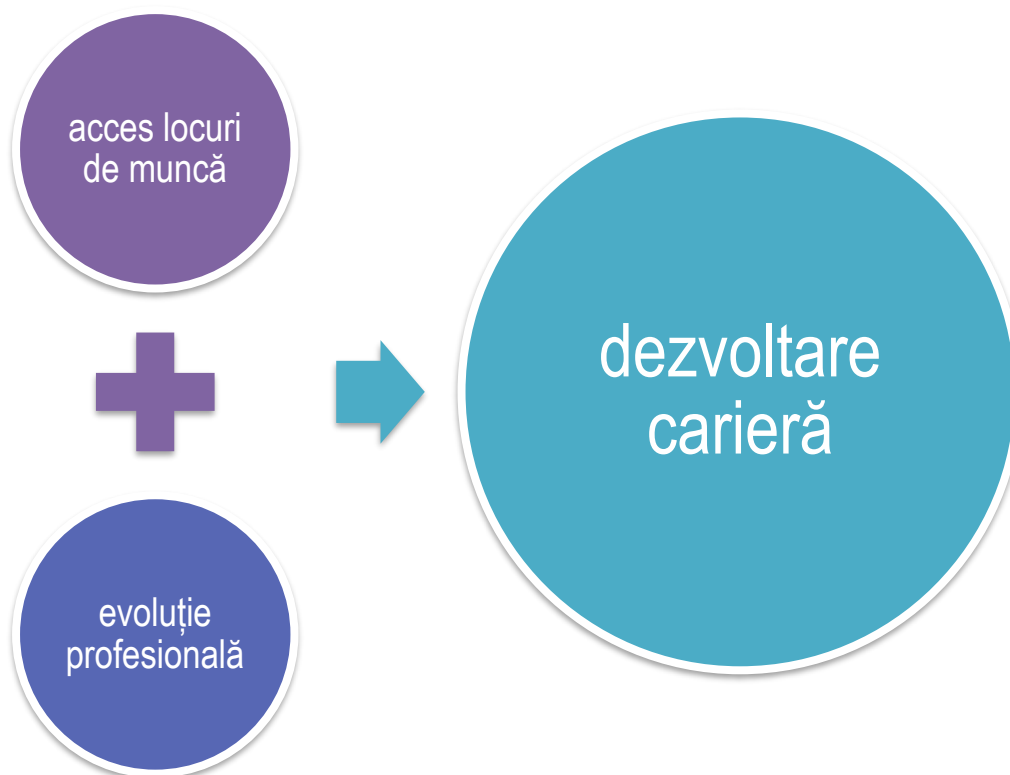 acces locuri
de muncă
evoluție
profesională
dezvoltare
carieră